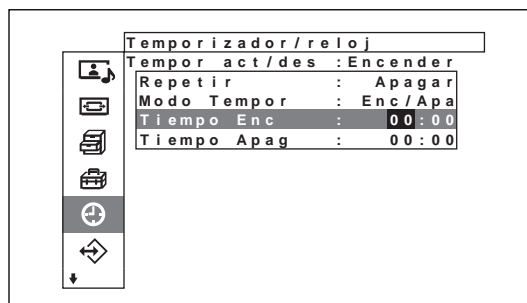 Temporizador/reloj
Tempor act/des :Encender
Repetir : Apagar
Modo Tempor : Enc/Apa
Tiempo Enc : 00:00
Tiempo Apag : 00:00